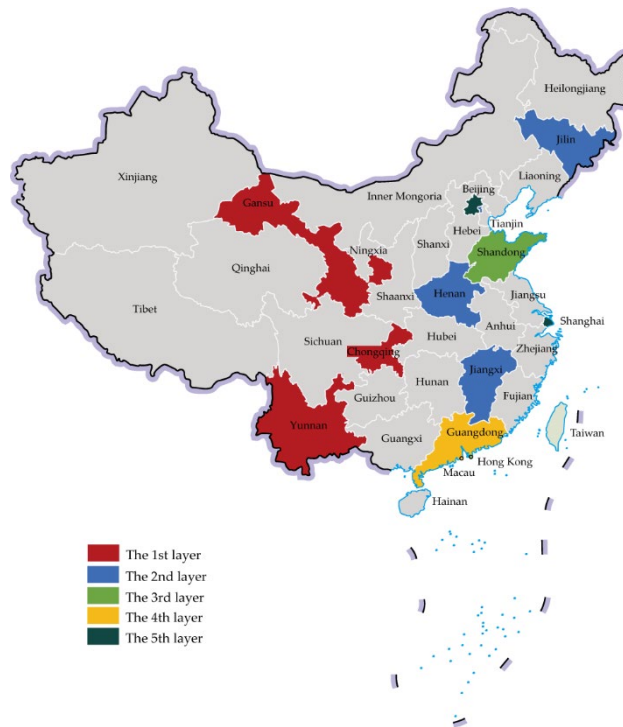 Heilongjiang
Jilin
Liaoning
Xinjiang
Inner Mongoria
Beijing
Gansu
Tianjin
Hebei
Shanxi
Ningxia
Shandong
Qinghai
Henan
Shaanxi
Jiangsu
Tibet
Shanghai
Anhui
Sichuan
Hubei
Zhejiang
Chongqing
Jiangxi
Hunan
Guizhou
Fujian
Yunnan
Guangdong
Taiwan
Guangxi
Hong Kong
Macau
Hainan
The 1st layer
The 2nd layer
The 3rd layer
The 4th layer
The 5th layer